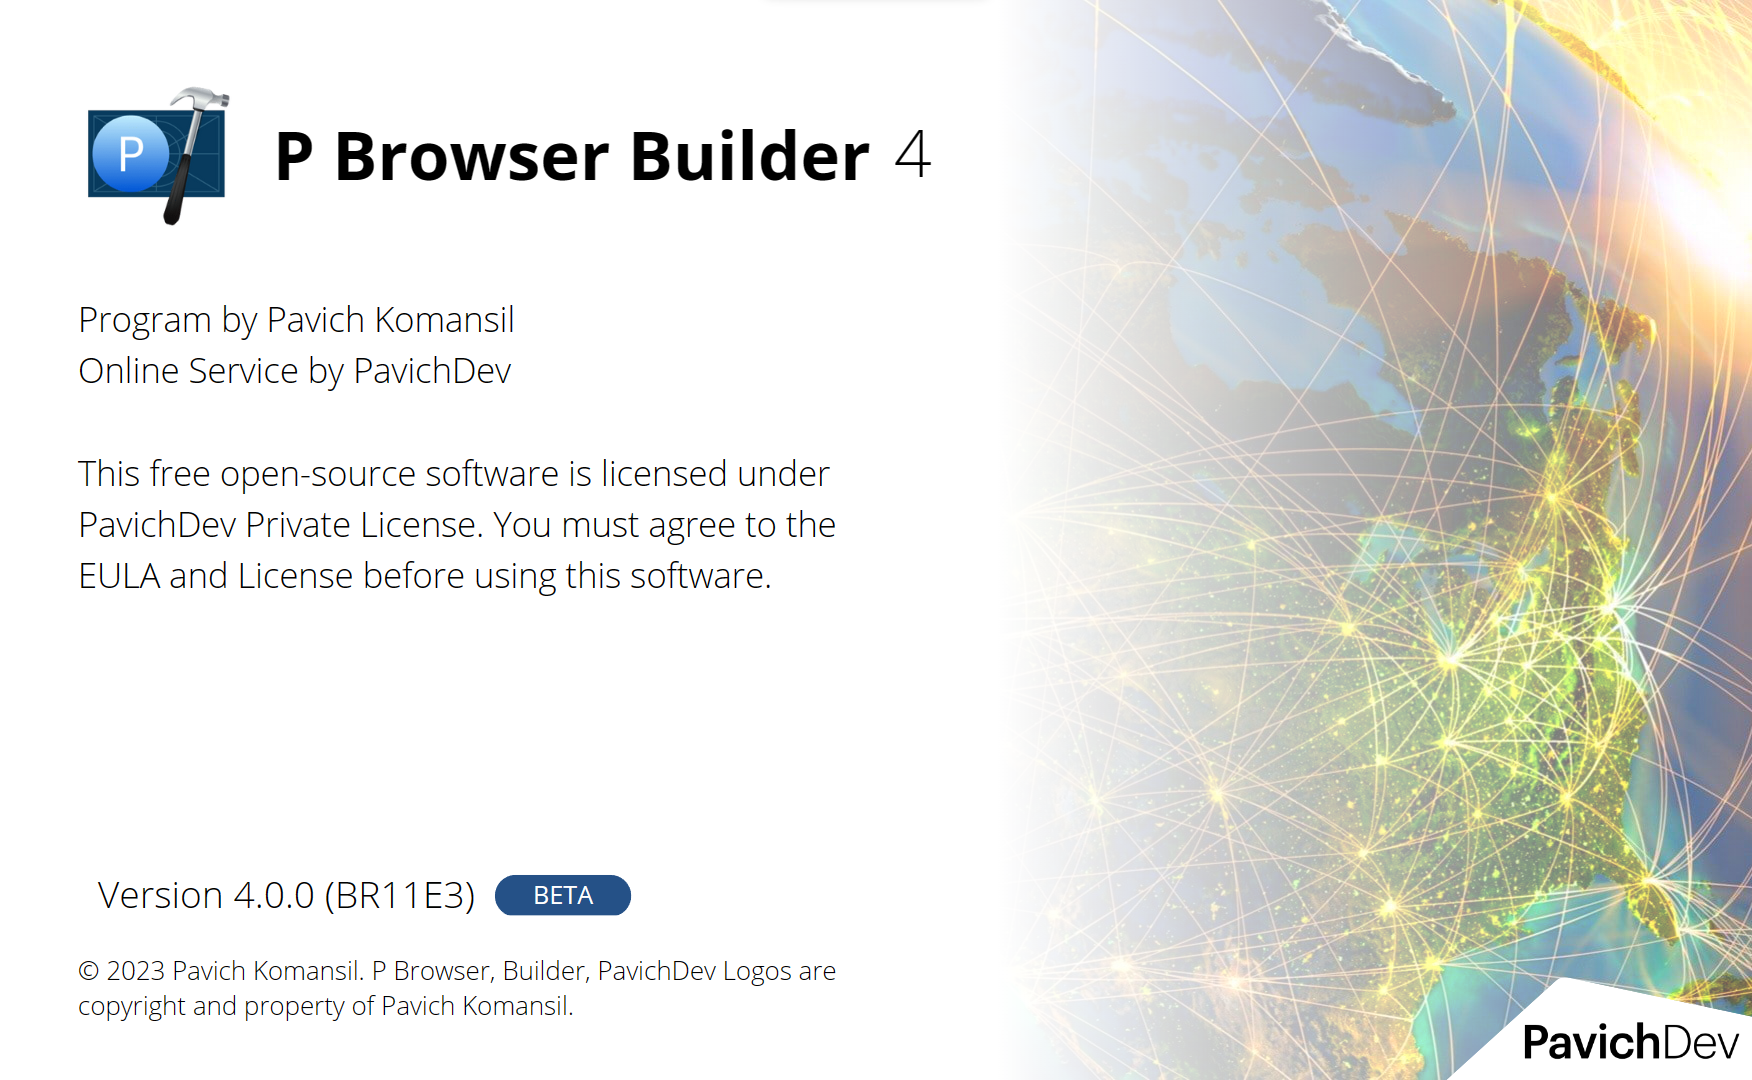 P
P Browser Builder 4
Program by Pavich Komansil
Online Service by PavichDev
This free open-source software is licensed under
PavichDev Private License. You must agree to the
EULA and License before using this software.
Version 4.0.0 (BR11E3) BETA
© 2023 Pavich Komansil. P Browser, Builder, PavichDev Logos are
copyright and property of Pavich Komansil.
PavichDev